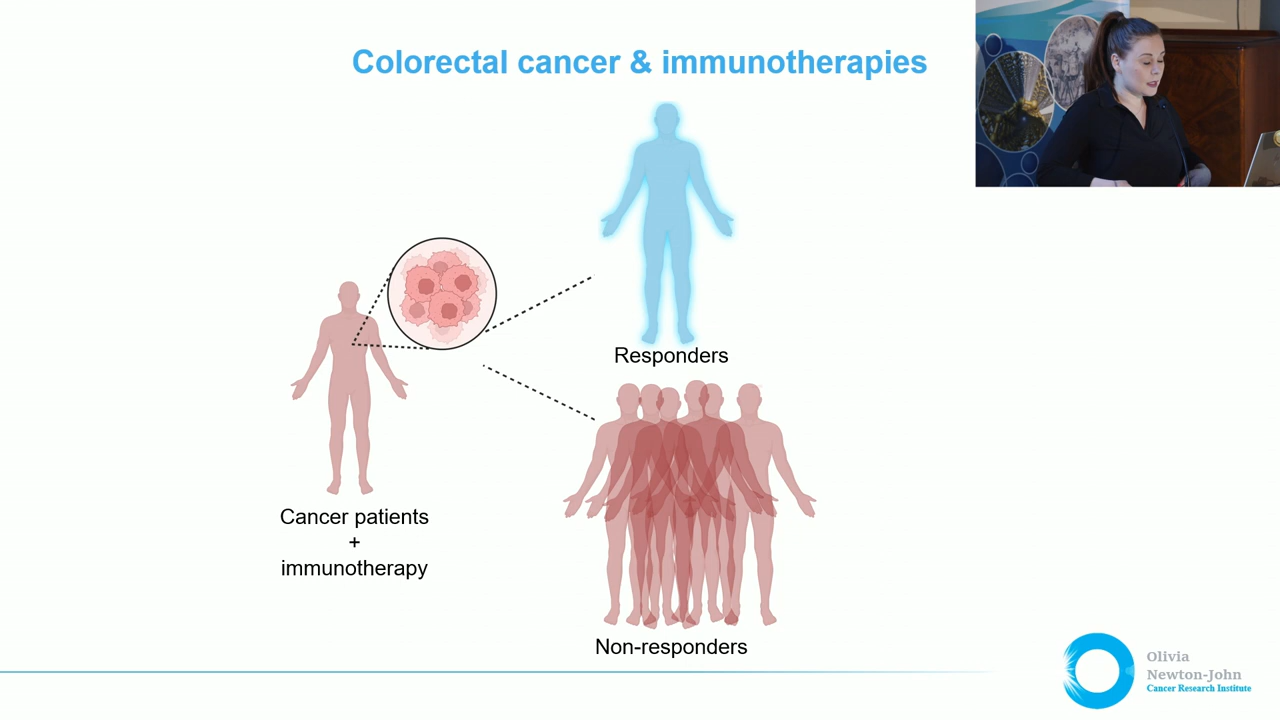 Colorectal cancer & immunotherapies
Responders
Cancer patients
+
immunotherapy
Non-responders
Olivia
Newton-John
Cancer Research Institute